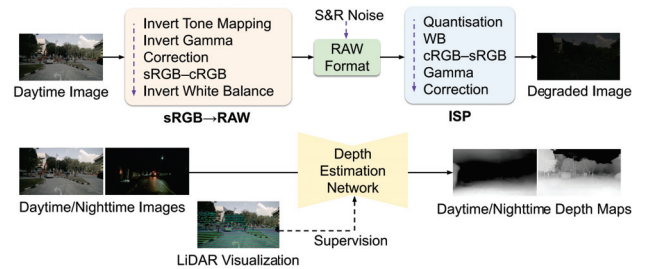 S&R Noise
Invert Tone Mapping
Invert Gamma
Correction
sRGB–cRGB
Invert White Balance
RAW
Format
Quantisation
WB
cRGB–sRGB
Gamma
Correction
Daytime Image
sRGB→RAW
ISP
Degraded Image
Depth
Estimation
Network
Daytime/Nighttime Images
Daytime/Nighttime Depth Maps
Supervision
LiDAR Visualization